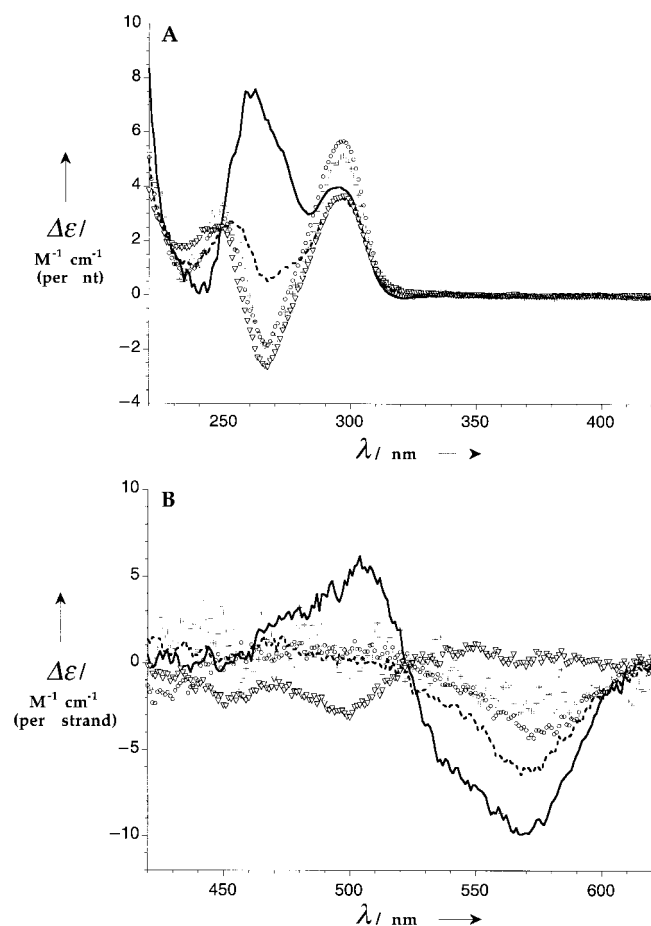 A
10
8
6
4
2
0
−2
−4
Δε/
M⁻¹ cm⁻¹
(per nt)
250
300
350
400
λ/ nm
B
10
5
0
−5
−10
Δε/
M⁻¹ cm⁻¹
(per strand)
450
500
550
600
λ/ nm